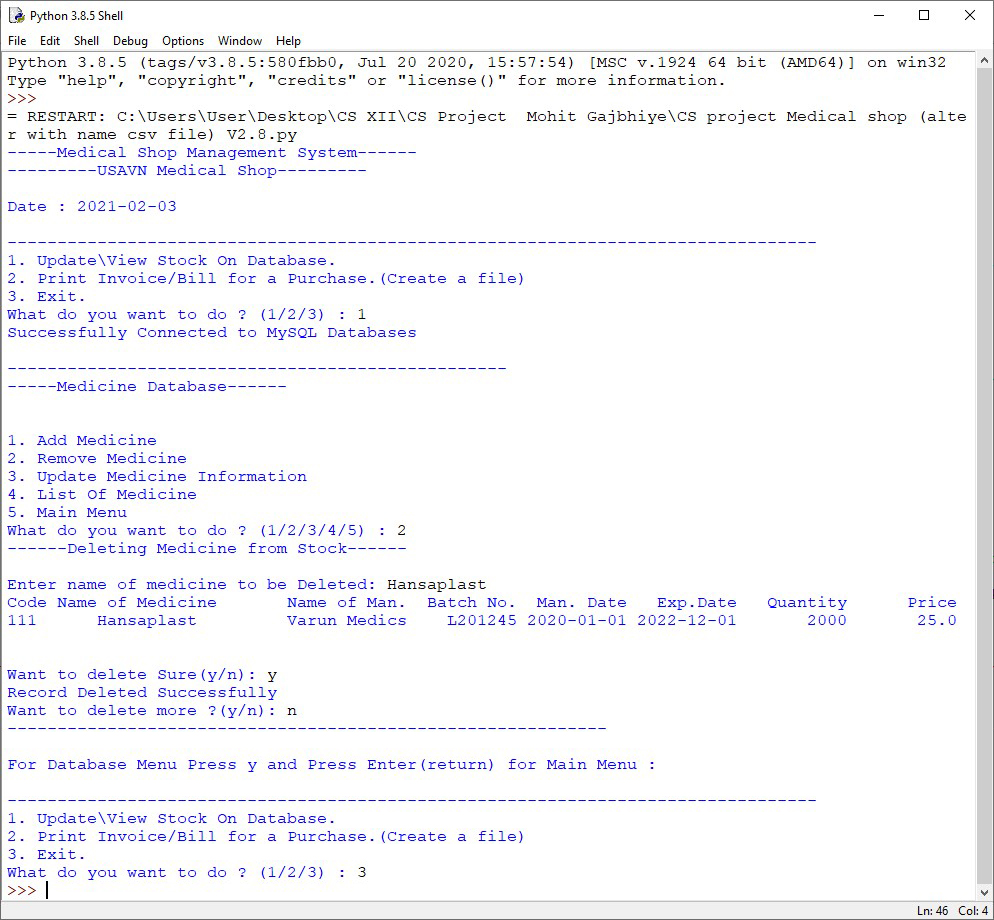 Python 3.8.5 Shell
File Edit Shell Debug Options Window Help
Python 3.8.5 (tags/v3.8.5:580fbb0, Jul 20 2020, 15:57:54) [MSC v.1924 64 bit (AMD64)] on win32
Type "help", "copyright", "credits" or "license()" for more information.
>>>
= RESTART: C:\Users\User\Desktop\CS XII\CS Project  Mohit Gajbhiye\CS project Medical shop (alte
r with name csv file) V2.8.py
-----Medical Shop Management System------
---------USAVN Medical Shop---------
Date : 2021-02-03
---------------------------------------------------------------------------------
1. Update\View Stock On Database.
2. Print Invoice/Bill for a Purchase.(Create a file)
3. Exit.
What do you want to do ? (1/2/3) : 1
Successfully Connected to MySQL Databases
--------------------------------------------------
-----Medicine Database------
1. Add Medicine
2. Remove Medicine
3. Update Medicine Information
4. List Of Medicine
5. Main Menu
What do you want to do ? (1/2/3/4/5) : 2
------Deleting Medicine from Stock------
Enter name of medicine to be Deleted: Hansaplast
Code Name of Medicine       Name of Man.  Batch No.  Man. Date   Exp.Date   Quantity      Price
111      Hansaplast         Varun Medics    L201245 2020-01-01 2022-12-01       2000       25.0
Want to delete Sure(y/n): y
Record Deleted Successfully
Want to delete more ?(y/n): n
------------------------------------------------------------
For Database Menu Press y and Press Enter(return) for Main Menu :
---------------------------------------------------------------------------------
1. Update\View Stock On Database.
2. Print Invoice/Bill for a Purchase.(Create a file)
3. Exit.
What do you want to do ? (1/2/3) : 3
>>>
Ln: 46 Col: 4